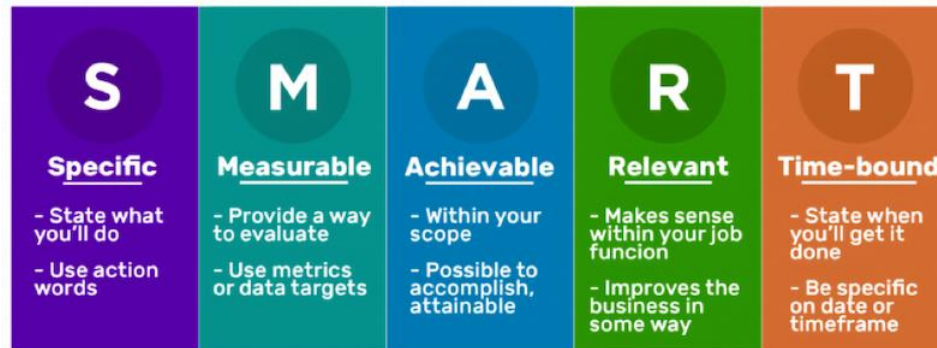 S
Specific
- State what
you'll do
- Use action
words
M
Measurable
- Provide a way
to evaluate
- Use metrics
or data targets
A
Achievable
- Within your
scope
- Possible to
accomplish,
attainable
R
Relevant
- Makes sense
within your job
funcion
- Improves the
business in
some way
T
Time-bound
- State when
you'll get it
done
- Be specific
on date or
timeframe